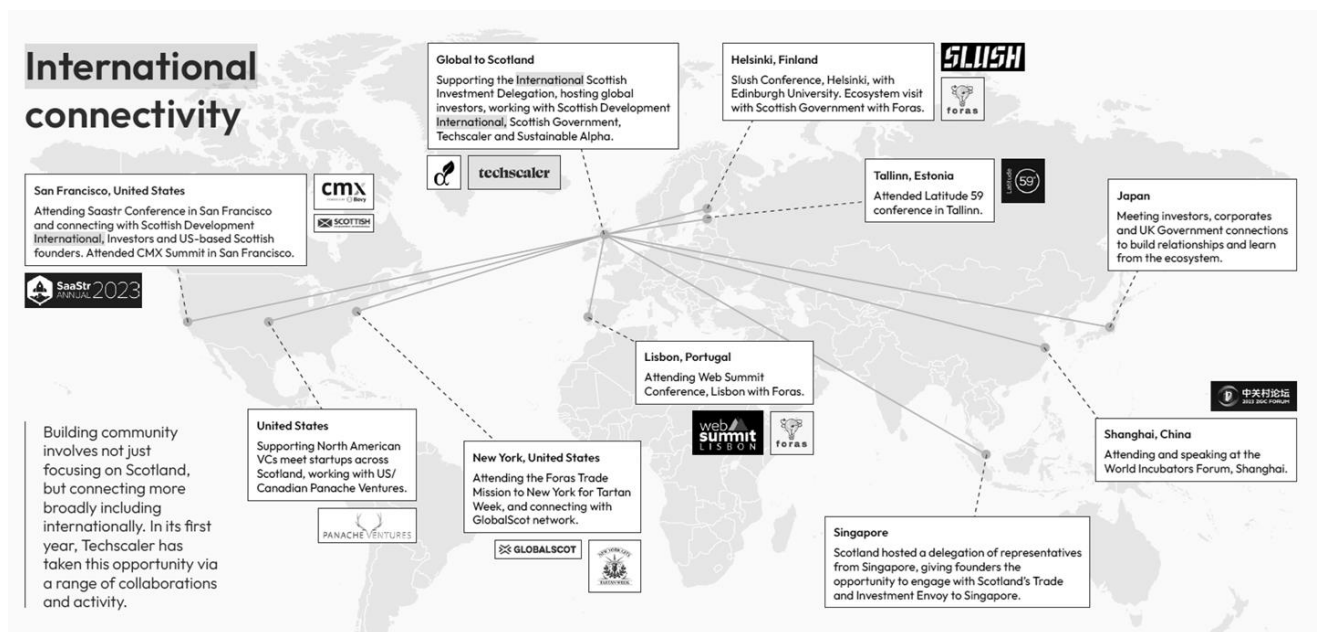 International
connectivity
Global to Scotland
Supporting the International Scottish
Investment Delegation, hosting global
investors, working with Scottish Development
International, Scottish Government,
Techscaler and Sustainable Alpha.
techscaler
Helsinki, Finland
Slush Conference, Helsinki, with
Edinburgh University. Ecosystem visit
with Scottish Government with Foras.
SLUSH
foras
San Francisco, United States
Attending Saastr Conference in San Francisco
and connecting with Scottish Development
International, Investors and US-based Scottish
founders. Attended CMX Summit in San Francisco.
cmx
SCOTTISH
SaaStr
ANNUAL 2023
Tallinn, Estonia
Attended Latitude 59
conference in Tallinn.
Latitude
59°
Japan
Meeting investors, corporates
and UK Government connections
to build relationships and learn
from the ecosystem.
Lisbon, Portugal
Attending Web Summit
Conference, Lisbon with Foras.
web
summit
LISBON
foras
中关村论坛
2023 ZGC FORUM
Shanghai, China
Attending and speaking at the
World Incubators Forum, Shanghai.
United States
Supporting North American
VCs meet startups across
Scotland, working with US/
Canadian Panache Ventures.
PANACHE VENTURES
New York, United States
Attending the Foras Trade
Mission to New York for Tartan
Week, and connecting with
GlobalScot network.
GLOBALSCOT
NEW YORK CITY
TARTAN WEEK
Singapore
Scotland hosted a delegation of representatives
from Singapore, giving founders the
opportunity to engage with Scotland's Trade
and Investment Envoy to Singapore.
Building community
involves not just
focusing on Scotland,
but connecting more
broadly including
internationally. In its first
year, Techscaler has
taken this opportunity via
a range of collaborations
and activity.